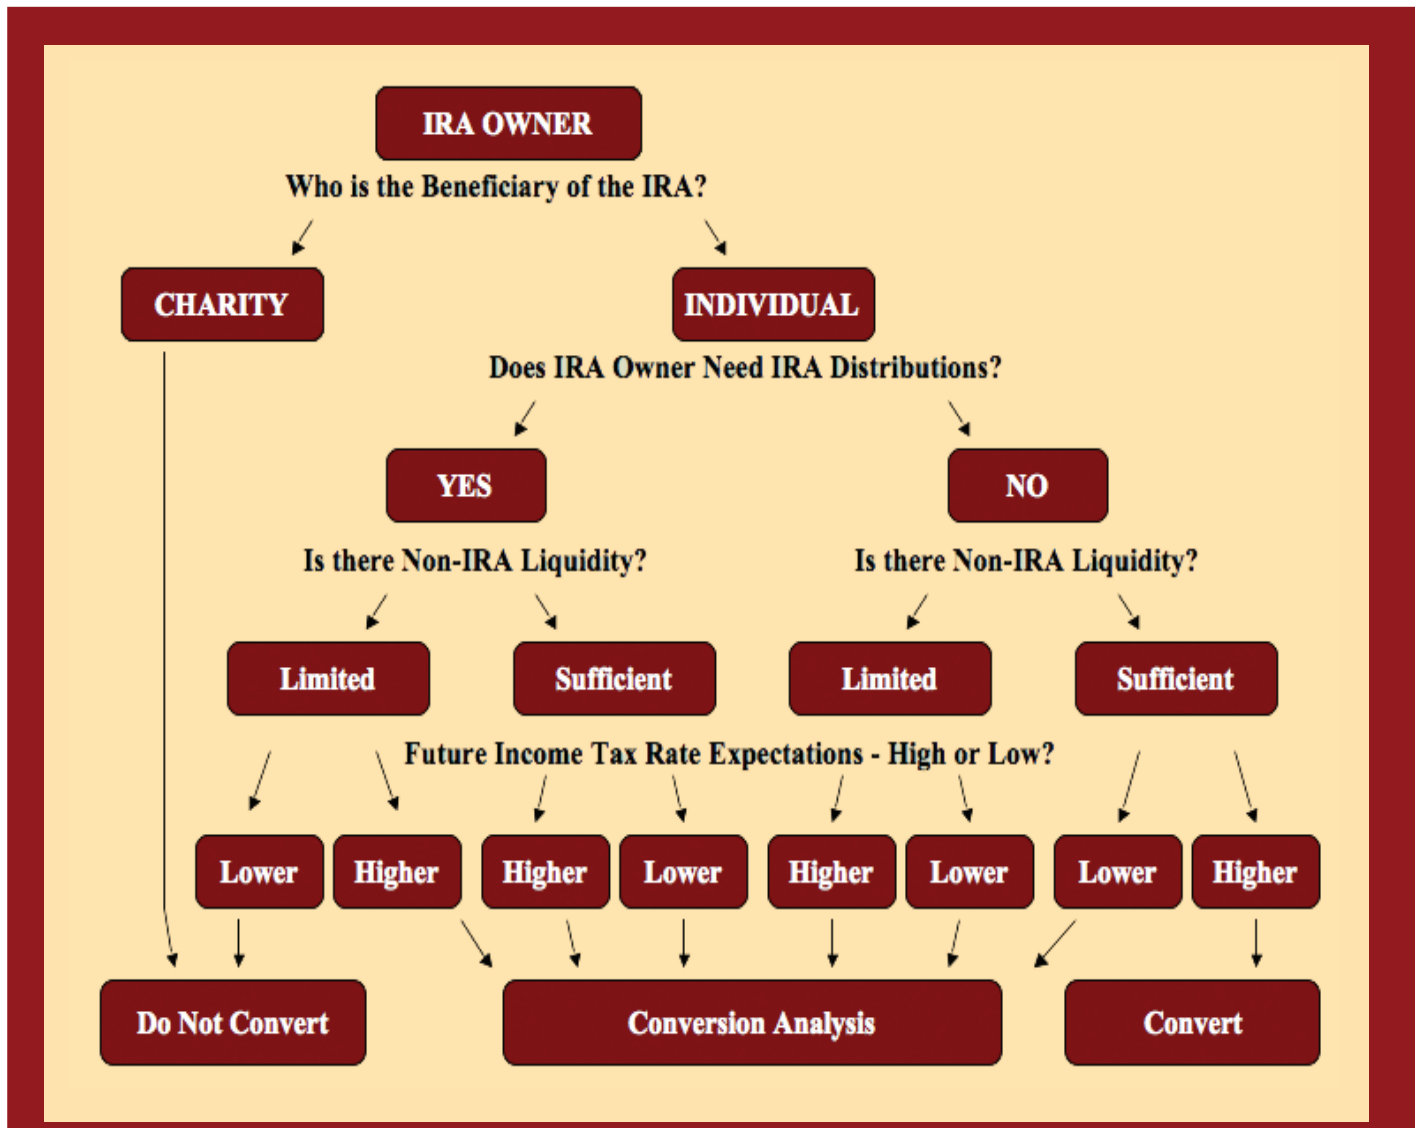 IRA OWNER
Who is the Beneficiary of the IRA?
CHARITY
INDIVIDUAL
Does IRA Owner Need IRA Distributions?
YES
NO
Is there Non-IRA Liquidity?
Is there Non-IRA Liquidity?
Limited
Sufficient
Limited
Sufficient
Future Income Tax Rate Expectations - High or Low?
Lower
Higher
Higher
Lower
Higher
Lower
Lower
Higher
Do Not Convert
Conversion Analysis
Convert